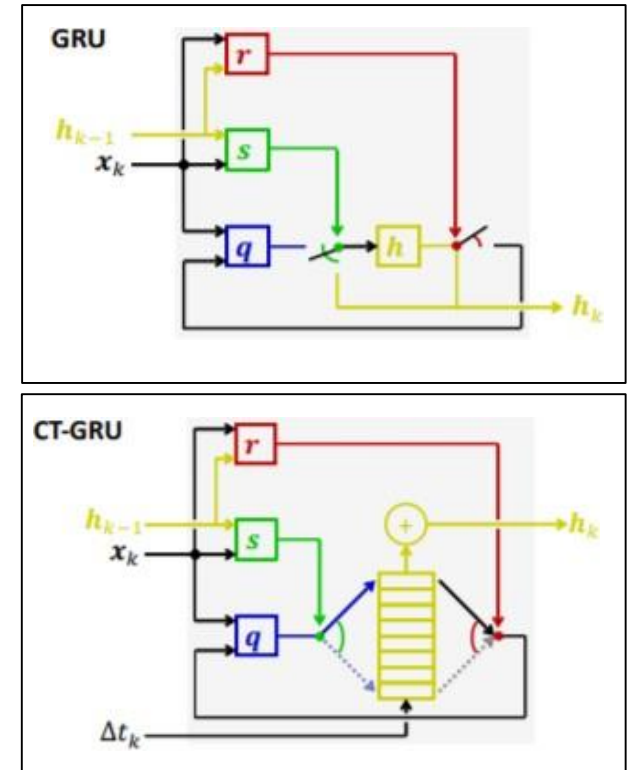 GRU
r
h_{k-1}
s
x_k
q
h
h_k
CT-GRU
r
h_{k-1}
+
h_k
s
x_k
q
Δt_k